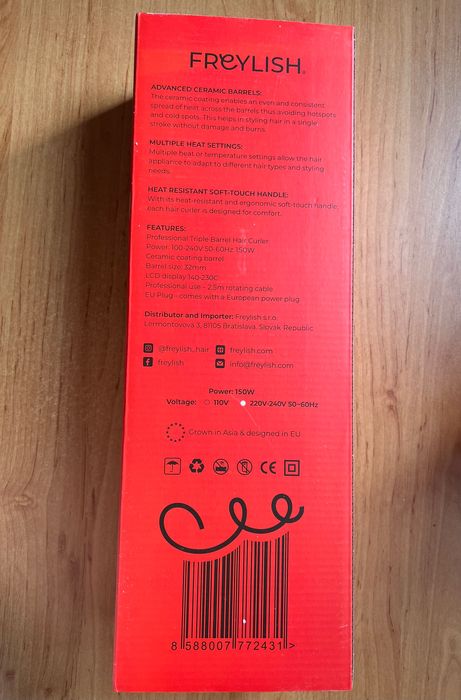 FREYLISH®
ADVANCED CERAMIC BARRELS:
The ceramic coating enables an even and consistent
spread of heat across the barrels thus avoiding hotspots
and cold spots. This helps in styling hair in a single
stroke without damage and burns.
MULTIPLE HEAT SETTINGS:
Multiple heat or temperature settings allow the hair
appliance to adapt to different hair types and styling
needs.
HEAT RESISTANT SOFT-TOUCH HANDLE:
With its heat-resistant and ergonomic soft-touch handle,
each hair curler is designed for comfort.
FEATURES:
Professional Triple Barrel Hair Curler
Power: 100-240V 50-60Hz 150W
Ceramic coating barrel
Barrel size: 32mm
LCD display 140-230C
Professional use - 2.5m rotating cable
EU Plug - comes with a European power plug
Distributor and Importer: Freylish s.r.o.
Lermontovova 3, 81105 Bratislava. Slovak Republic
@freylish_hair freylish.com
freylish info@freylish.com
Power: 150W
Voltage: 110V 220V-240V 50~60Hz
Grown in Asia & designed in EU
CE
8 588007 772431 >